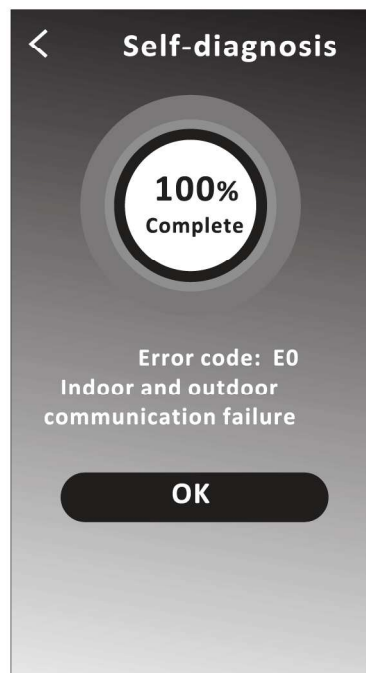 Self-diagnosis
100%
Complete
Error code: E0
Indoor and outdoor
communication failure
OK